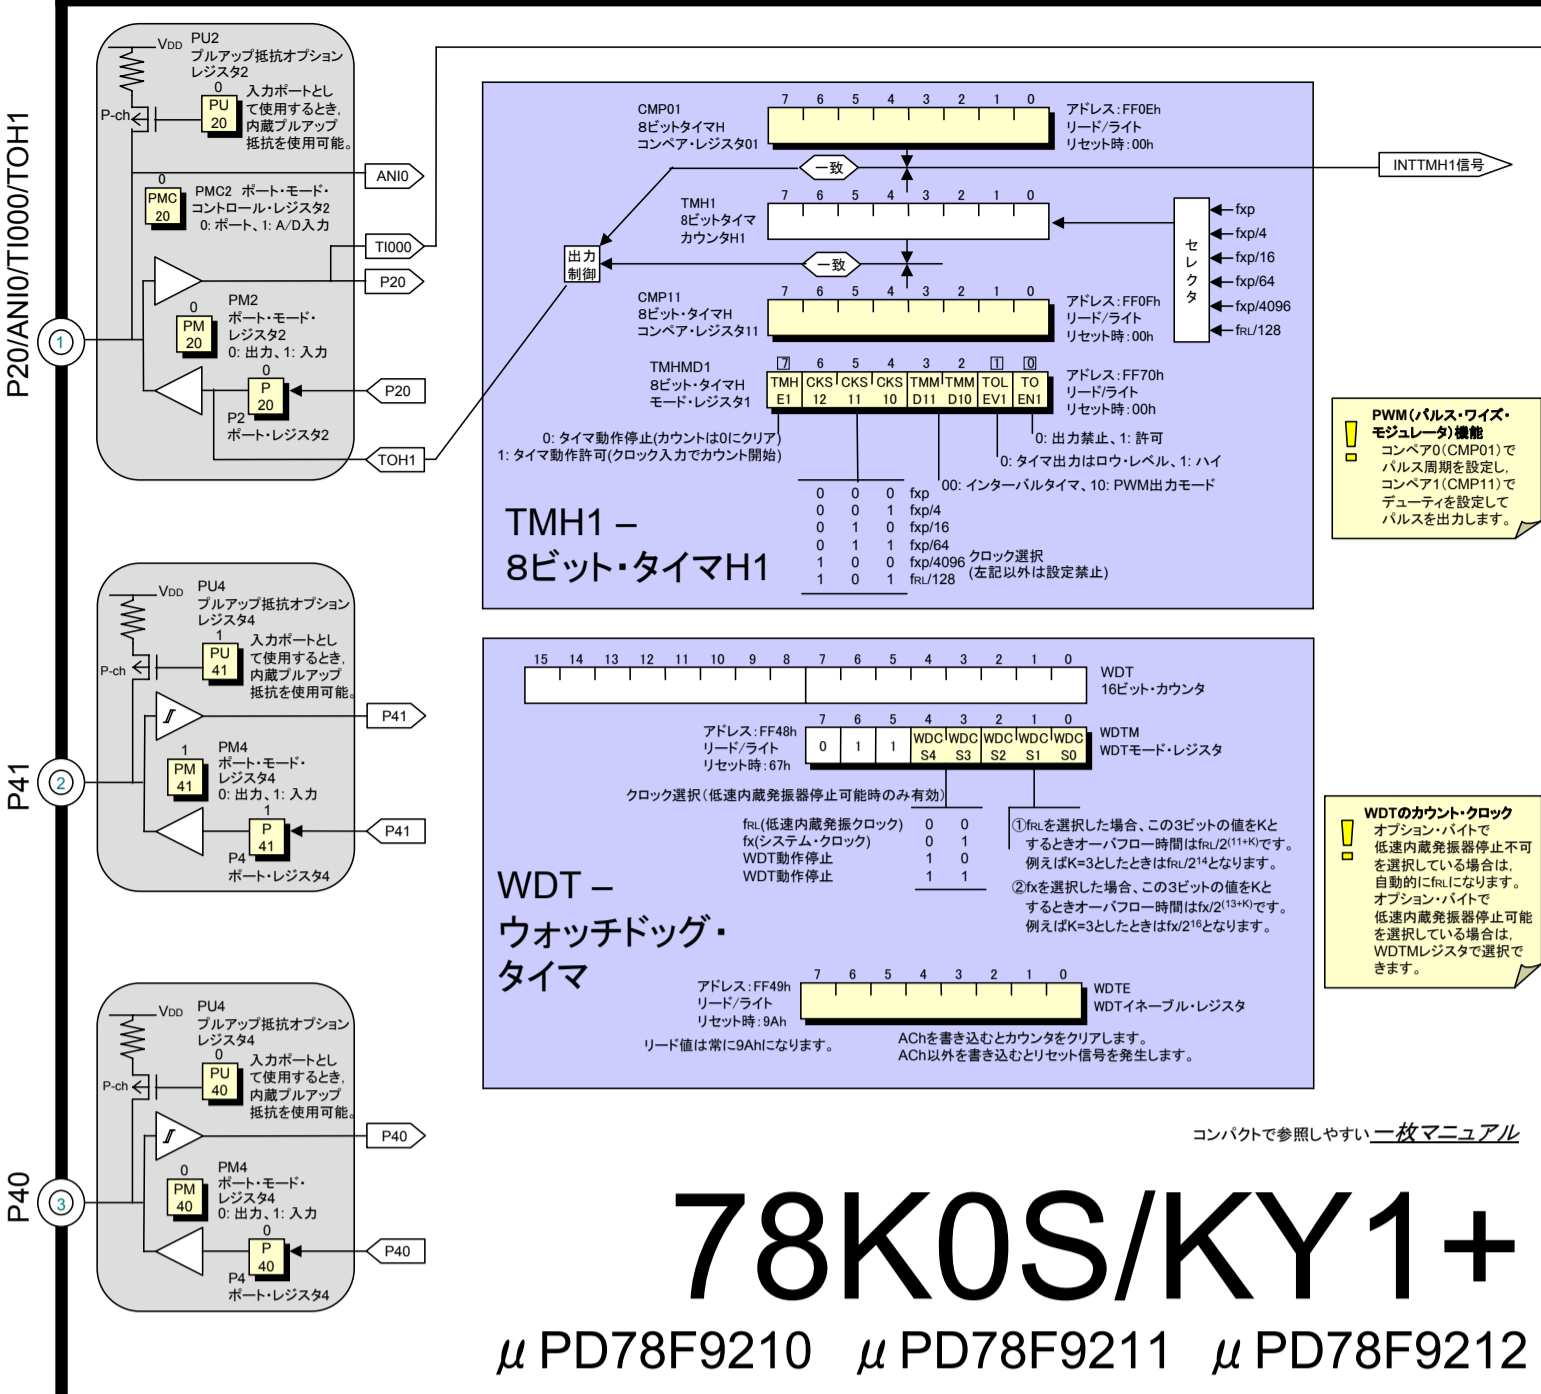 P20/ANI0/TI000/TOH1
1
VDD
PU2
プルアップ抵抗オプション
レジスタ2
0
PU
20
入力ポートとし
て使用するとき,
内蔵プルアップ
抵抗を使用可能。
P-ch
ANI0
0
PMC
20
PMC2 ポート・モード・
コントロール・レジスタ2
0: ポート、1: A/D入力
TI000
P20
0
PM
20
PM2
ポート・モード・
レジスタ2
0: 出力、1: 入力
0
P
20
P20
P2
ポート・レジスタ2
TOH1
P41
2
VDD
PU4
プルアップ抵抗オプション
レジスタ4
1
PU
41
入力ポートとし
て使用するとき,
内蔵プルアップ
抵抗を使用可能。
P-ch
P41
1
PM
41
PM4
ポート・モード・
レジスタ4
0: 出力、1: 入力
1
P
41
P41
P4
ポート・レジスタ4
P40
3
VDD
PU4
プルアップ抵抗オプション
レジスタ4
0
PU
40
入力ポートとし
て使用するとき,
内蔵プルアップ
抵抗を使用可能。
P-ch
P40
0
PM
40
PM4
ポート・モード・
レジスタ4
0: 出力、1: 入力
0
P
40
P40
P4
ポート・レジスタ4
7 6 5 4 3 2 1 0
CMP01
8ビットタイマH
コンペア・レジスタ01
アドレス:FF0Eh
リード/ライト
リセット時:00h
一致
INTTMH1信号
7 6 5 4 3 2 1 0
TMH1
8ビットタイマ
カウンタH1
セレクタ
fxp
fxp/4
fxp/16
fxp/64
fxp/4096
fRL/128
出力
制御
一致
7 6 5 4 3 2 1 0
CMP11
8ビット・タイマH
コンペア・レジスタ11
アドレス:FF0Fh
リード/ライト
リセット時:00h
7 6 5 4 3 2 1 0
TMHMD1
8ビット・タイマH
モード・レジスタ1
TMH CKS CKS CKS TMM TMM TOL TO
E1 12 11 10 D11 D10 EV1 EN1
アドレス:FF70h
リード/ライト
リセット時:00h
0: タイマ動作停止(カウントは0にクリア)
1: タイマ動作許可(クロック入力でカウント開始)
0: 出力禁止、1: 許可
0: タイマ出力はロウ・レベル、1: ハイ
00: インターバルタイマ、10: PWM出力モード
0 0 0 fxp
0 0 1 fxp/4
0 1 0 fxp/16
0 1 1 fxp/64
1 0 0 fxp/4096
1 0 1 fRL/128
クロック選択
(左記以外は設定禁止)
TMH1 –
8ビット・タイマH1
PWM(パルス・ワイズ・
モジュレータ)機能
コンペア0(CMP01)で
パルス周期を設定し,
コンペア1(CMP11)で
デューティを設定して
パルスを出力します。
15 14 13 12 11 10 9 8 7 6 5 4 3 2 1 0
WDT
16ビット・カウンタ
7 6 5 4 3 2 1 0
アドレス:FF48h
リード/ライト
リセット時:67h
0 1 1 WDC WDC WDC WDC WDC
S4 S3 S2 S1 S0
WDTM
WDTモード・レジスタ
クロック選択(低速内蔵発振器停止可能時のみ有効)
fRL(低速内蔵発振クロック) 0 0
fx(システム・クロック) 0 1
WDT動作停止 1 0
WDT動作停止 1 1
①fRLを選択した場合、この3ビットの値をKと
するときオーバフロー時間はfRL/2(11+K)です。
例えばK=3としたときはfRL/214となります。
②fxを選択した場合、この3ビットの値をKと
するときオーバフロー時間はfx/2(13+K)です。
例えばK=3としたときはfx/216となります。
WDT –
ウォッチドッグ・
タイマ
7 6 5 4 3 2 1 0
アドレス:FF49h
リード/ライト
リセット時:9Ah
WDTE
WDTイネーブル・レジスタ
リード値は常に9Ahになります。
AChを書き込むとカウンタをクリアします。
ACh以外を書き込むとリセット信号を発生します。
WDTのカウント・クロック
オプション・バイトで
低速内蔵発振器停止不可
を選択している場合は,
自動的にfRLになります。
オプション・バイトで
低速内蔵発振器停止可能
を選択している場合は,
WDTMレジスタで選択で
きます。
コンパクトで参照しやすい一枚マニュアル
78K0S/KY1+
μPD78F9210 μPD78F9211 μPD78F9212